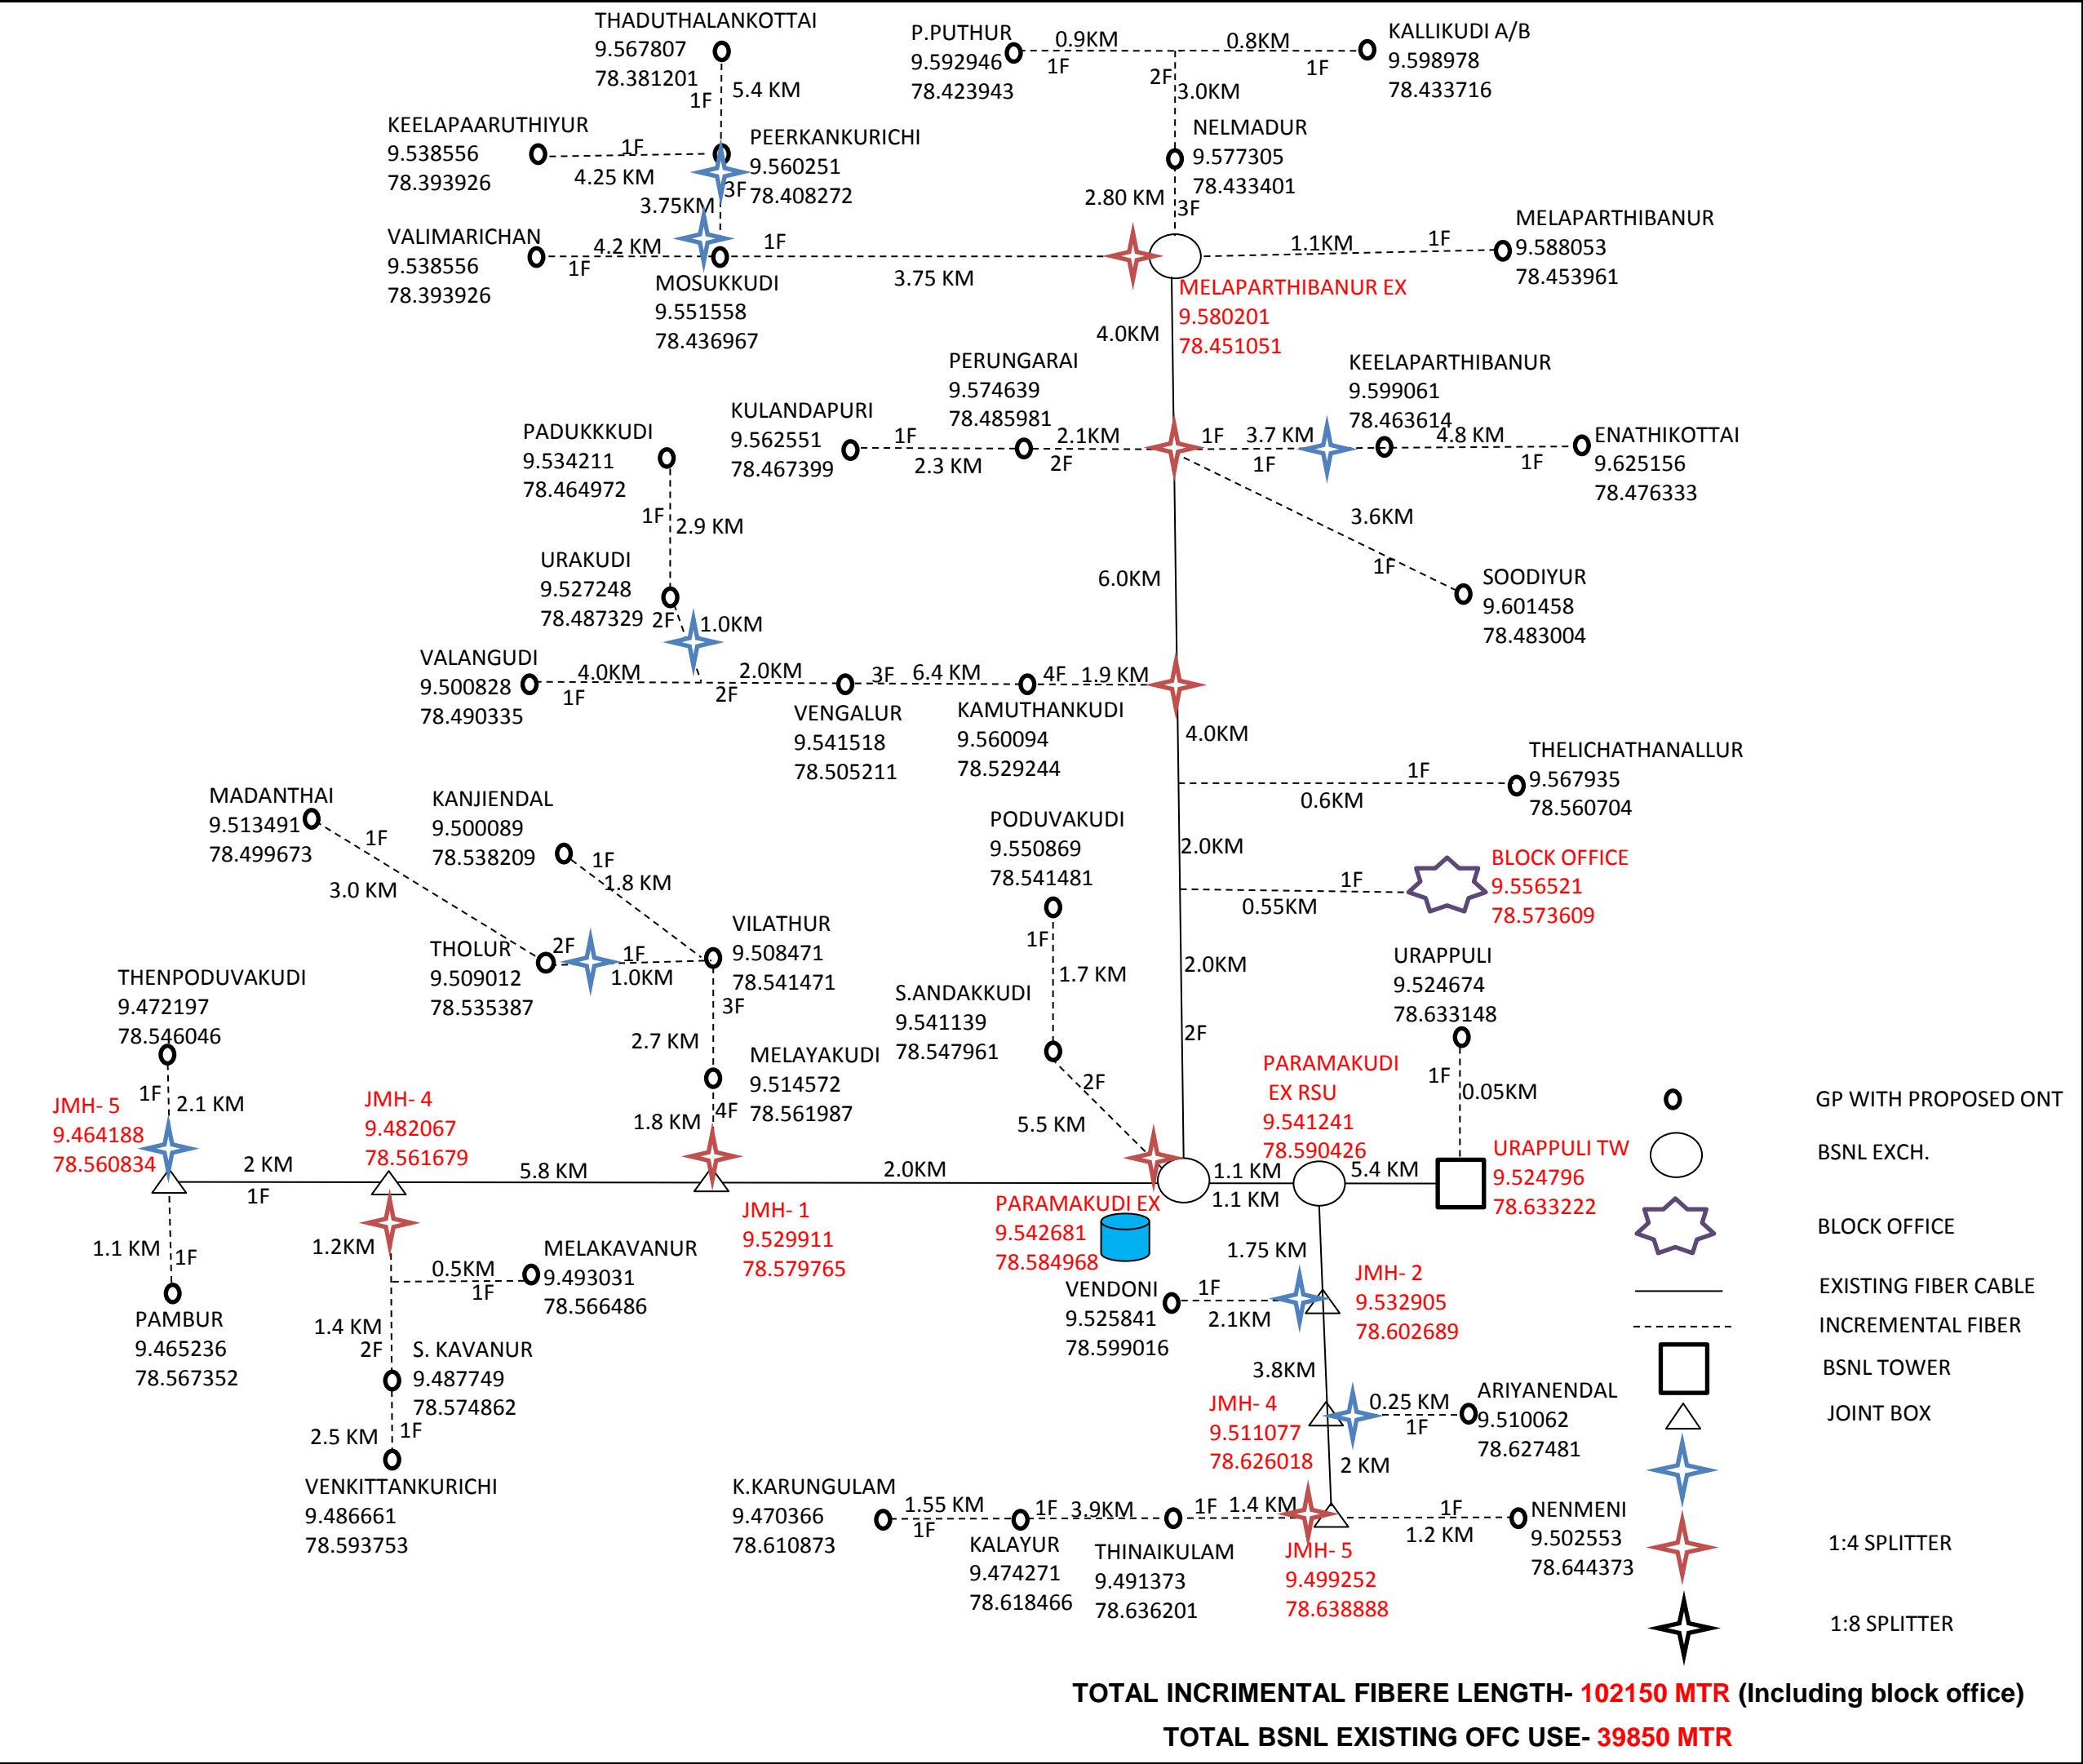 THADUTHALANKOTTAI
9.567807
78.381201
1F
5.4 KM
P.PUTHUR
9.592946
78.423943
0.9KM
1F
2F
3.0KM
0.8KM
1F
KALLIKUDI A/B
9.598978
78.433716
KEELAPAARUTHIYUR
9.538556
78.393926
1F
4.25 KM
PEERKANKURICHI
9.560251
78.408272
3F
3.75KM
NELMADUR
9.577305
78.433401
2.80 KM
3F
VALIMARICHAN
9.538556
78.393926
4.2 KM
1F
1F
3.75 KM
MOSUKKUDI
9.551558
78.436967
1.1KM
1F
MELAPARTHIBANUR
9.588053
78.453961
MELAPARTHIBANUR EX
9.580201
78.451051
4.0KM
PERUNGARAI
9.574639
78.485981
KEELAPARTHIBANUR
9.599061
78.463614
KULANDAPURI
9.562551
78.467399
1F
2.3 KM
2.1KM
2F
1F
3.7 KM
1F
4.8 KM
1F
ENATHIKOTTAI
9.625156
78.476333
PADUKKKUDI
9.534211
78.464972
1F
2.9 KM
3.6KM
1F
SOODIYUR
9.601458
78.483004
6.0KM
URAKUDI
9.527248
78.487329
2F
1.0KM
VALANGUDI
9.500828
78.490335
4.0KM
1F
2.0KM
2F
3F
6.4 KM
4F
1.9 KM
VENGALUR
9.541518
78.505211
KAMUTHANKUDI
9.560094
78.529244
4.0KM
1F
0.6KM
THELICHATHANALLUR
9.567935
78.560704
MADANTHAI
9.513491
78.499673
1F
3.0 KM
KANJIENDAL
9.500089
78.538209
1F
1.8 KM
PODUVAKUDI
9.550869
78.541481
2.0KM
1F
0.55KM
BLOCK OFFICE
9.556521
78.573609
THOLUR
9.509012
78.535387
2F
1F
1.0KM
VILATHUR
9.508471
78.541471
3F
2.7 KM
1F
1.7 KM
2.0KM
2F
S.ANDAKKUDI
9.541139
78.547961
2F
5.5 KM
URAPPULI
9.524674
78.633148
1F
0.05KM
THENPODUVAKUDI
9.472197
78.546046
1F
2.1 KM
MELAYAKUDI
9.514572
78.561987
1.8 KM
4F
PARAMAKUDI
EX RSU
9.541241
78.590426
JMH- 5
9.464188
78.560834
JMH- 4
9.482067
78.561679
2 KM
1F
5.8 KM
2.0KM
1.1 KM
1.1 KM
5.4 KM
URAPPULI TW
9.524796
78.633222
JMH- 1
9.529911
78.579765
PARAMAKUDI EX
9.542681
78.584968
1.1 KM
1F
PAMBUR
9.465236
78.567352
1.2KM
0.5KM
1F
MELAKAVANUR
9.493031
78.566486
1.4 KM
2F
S. KAVANUR
9.487749
78.574862
2.5 KM
1F
VENKITTANKURICHI
9.486661
78.593753
1.75 KM
VENDONI
9.525841
78.599016
1F
2.1KM
JMH- 2
9.532905
78.602689
3.8KM
JMH- 4
9.511077
78.626018
0.25 KM
1F
ARIYANENDAL
9.510062
78.627481
2 KM
K.KARUNGULAM
9.470366
78.610873
1.55 KM
1F
1F
3.9KM
1F
1.4 KM
KALAYUR
9.474271
78.618466
THINAIKULAM
9.491373
78.636201
JMH- 5
9.499252
78.638888
1F
1.2 KM
NENMENI
9.502553
78.644373
GP WITH PROPOSED ONT
BSNL EXCH.
BLOCK OFFICE
EXISTING FIBER CABLE
INCREMENTAL FIBER
BSNL TOWER
JOINT BOX
1:4 SPLITTER
1:8 SPLITTER
TOTAL INCRIMENTAL FIBERE LENGTH- 102150 MTR (Including block office)
TOTAL BSNL EXISTING OFC USE- 39850 MTR